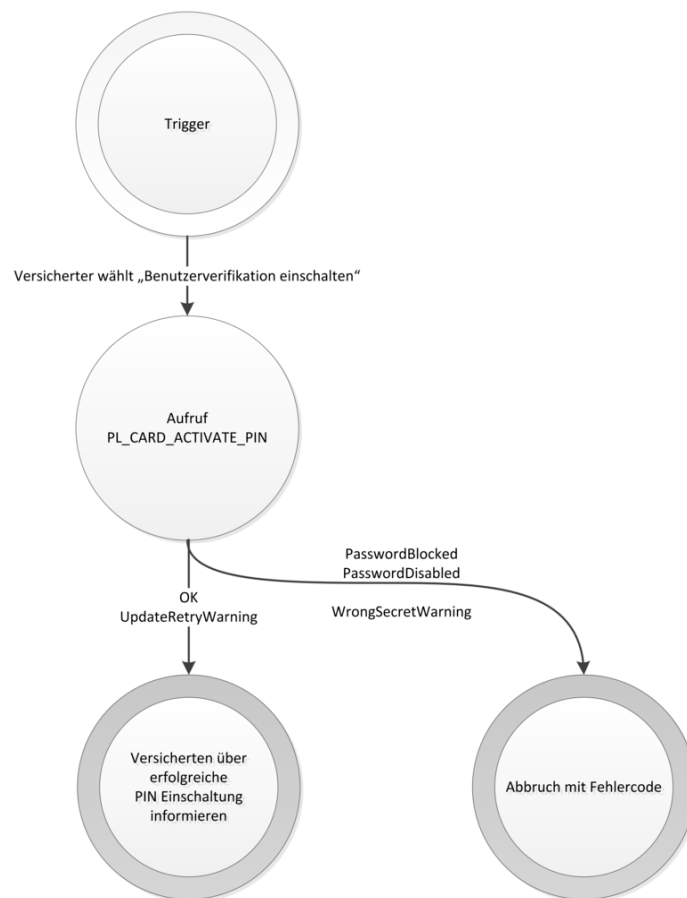 Trigger
Versicherter wählt „Benutzerverifikation einschalten“
Aufruf
PL_CARD_ACTIVATE_PIN
PasswordBlocked
PasswordDisabled
WrongSecretWarning
OK
UpdateRetryWarning
Versicherten über
erfolgreiche
PIN Einschaltung
informieren
Abbruch mit Fehlercode